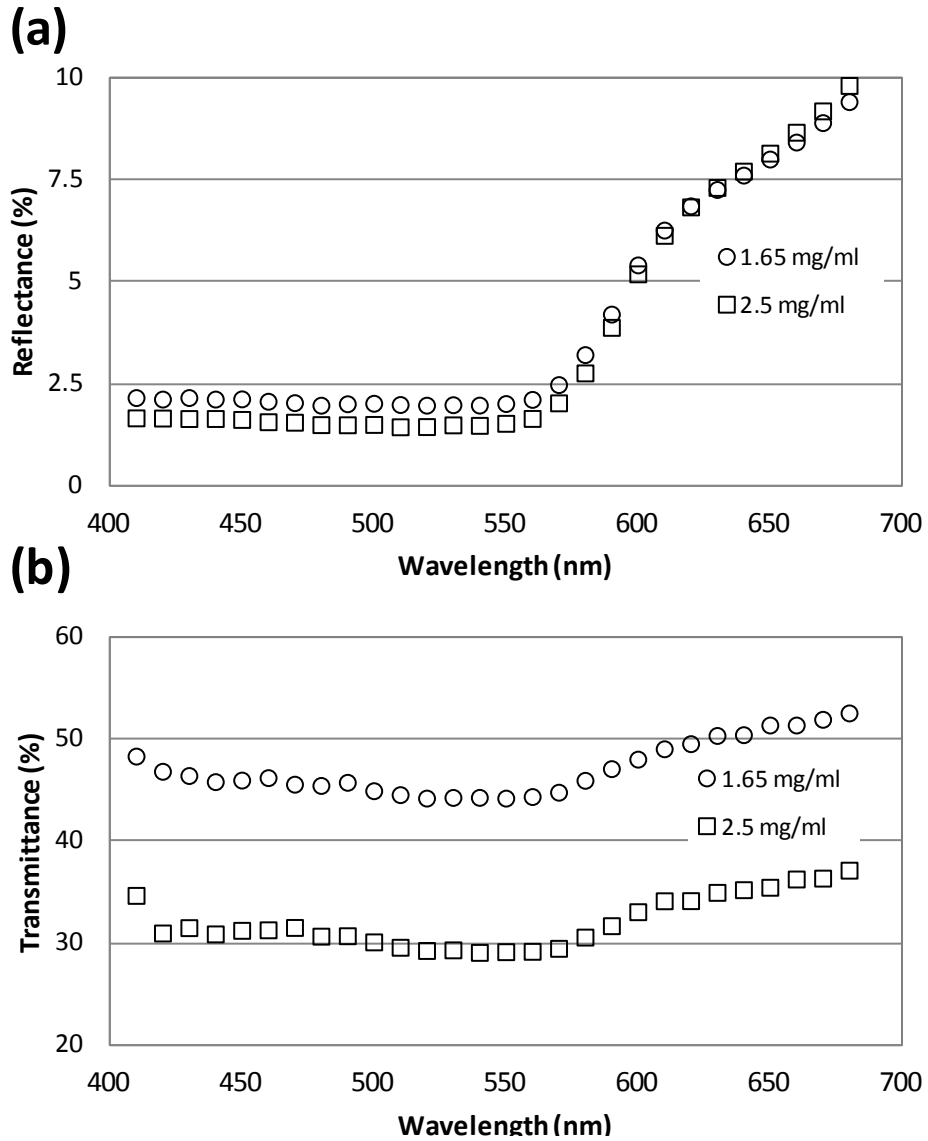 (a)
10
7.5
5
2.5
0
Reflectance (%)
1.65 mg/ml
2.5 mg/ml
400 450 500 550 600 650 700
Wavelength (nm)
(b)
60
50
40
30
20
Transmittance (%)
1.65 mg/ml
2.5 mg/ml
400 450 500 550 600 650 700
Wavelength (nm)